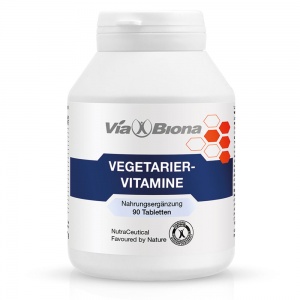 Via Biona
VEGETARIER-
VITAMINE
Nahrungsergänzung
90 Tabletten
NutraCeutical
Favoured by Nature